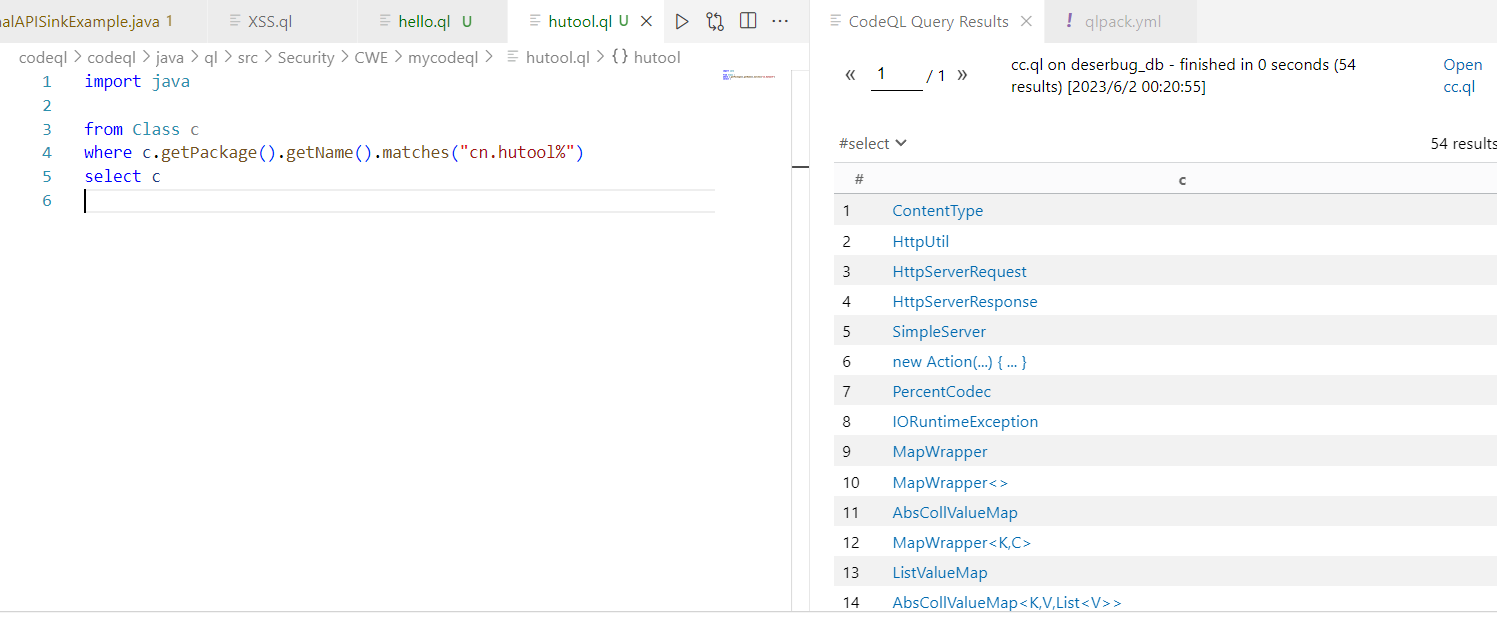 alAPISinkExample.java 1
XSS.ql
hello.ql U
hutool.ql U
CodeQL Query Results
! qlpack.yml
codeql > codeql > java > ql > src > Security > CWE > mycodeql > hutool.ql > {} hutool
1 import java
2
3 from Class c
4 where c.getPackage().getName().matches("cn.hutool%")
5 select c
6
« 1 / 1 »
cc.ql on deserbug_db - finished in 0 seconds (54
results) [2023/6/2 00:20:55]
Open
cc.ql
#select
54 results
# c
1 ContentType
2 HttpUtil
3 HttpServerRequest
4 HttpServerResponse
5 SimpleServer
6 new Action(...) { ... }
7 PercentCodec
8 IORuntimeException
9 MapWrapper
10 MapWrapper<>
11 AbsCollValueMap
12 MapWrapper<K,C>
13 ListValueMap
14 AbsCollValueMap<K,V,List<V>>